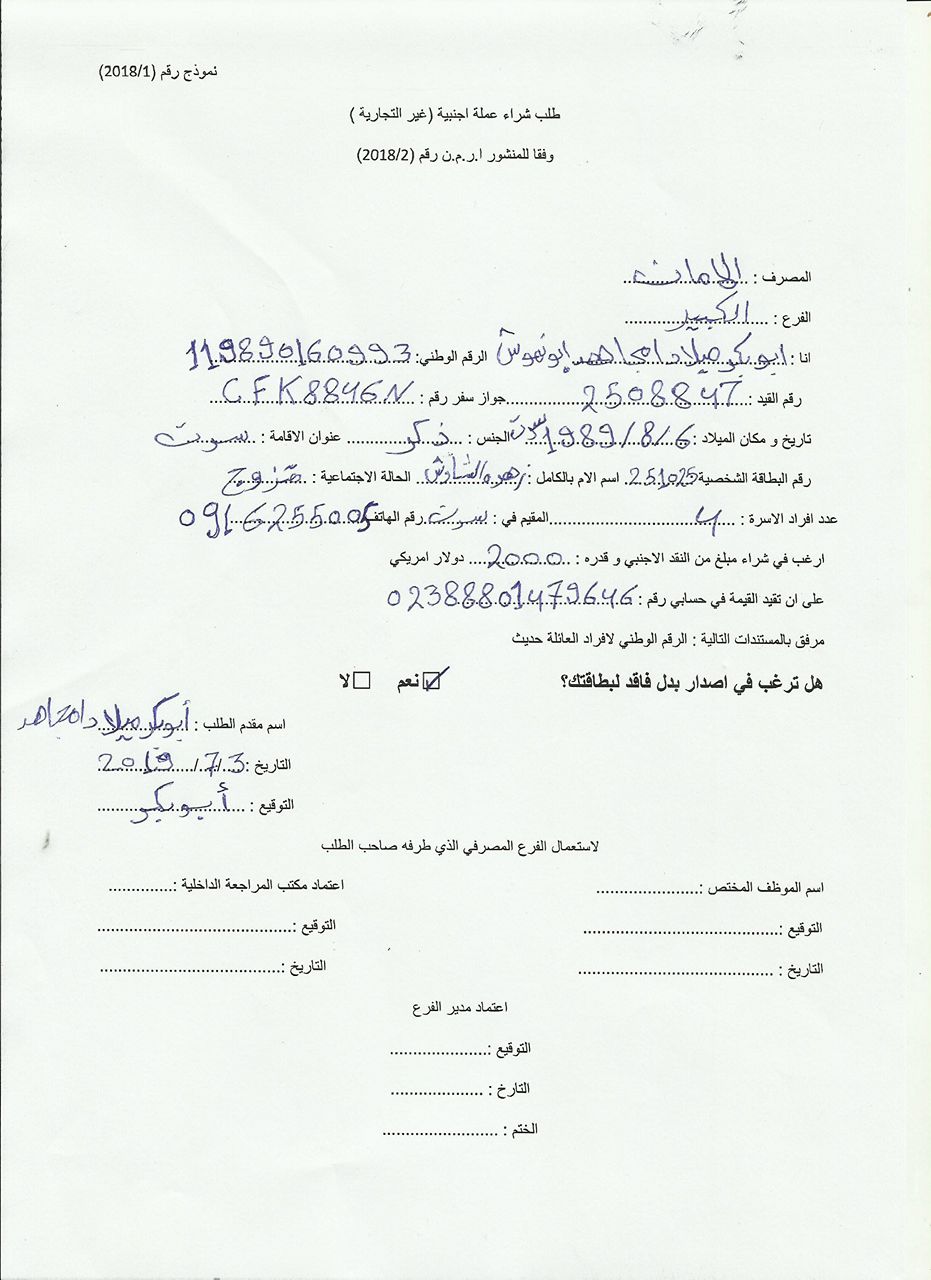 نموذج رقم (2018/1)
طلب شراء عملة اجنبية (غير التجارية )
وفقا للمنشور ا.ر.م.ن رقم (2018/2)
المصرف : الامان
الفرع : الكبير
انا : ابوبكر ميلاد امجاهد ابونعوش الرقم الوطني: 119890160993
رقم القيد : 2508847 جواز سفر رقم : CFK8846N
تاريخ و مكان الميلاد : 1989/8/6 سرت الجنس : ذكر عنوان الاقامة : سرت
رقم البطاقة الشخصية 251025 اسم الام بالكامل : زهره الشاوش الحالة الاجتماعية : متزوج
عدد افراد الاسرة : 4 المقيم في : سرت رقم الهاتف 0916255005
ارغب في شراء مبلغ من النقد الاجنبي و قدره : 2000 دولار امريكي
على ان تقيد القيمة في حسابي رقم : 02388801479646
مرفق بالمستندات التالية : الرقم الوطني لافراد العائلة حديث
هل ترغب في اصدار بدل فاقد لبطاقتك؟ ☑ نعم ☐ لا
اسم مقدم الطلب : أبوبكر ميلاد امجاهد
التاريخ : 2019/7/3
التوقيع : أبوبكر
لاستعمال الفرع المصرفي الذي طرفه صاحب الطلب
اسم الموظف المختص :...................... اعتماد مكتب المراجعة الداخلية :..............
التوقيع :.......................................... التوقيع :..........................................
التاريخ : .......................................... التاريخ :........................................
اعتماد مدير الفرع
التوقيع :.....................
التارخ : ....................
الختم : .........................